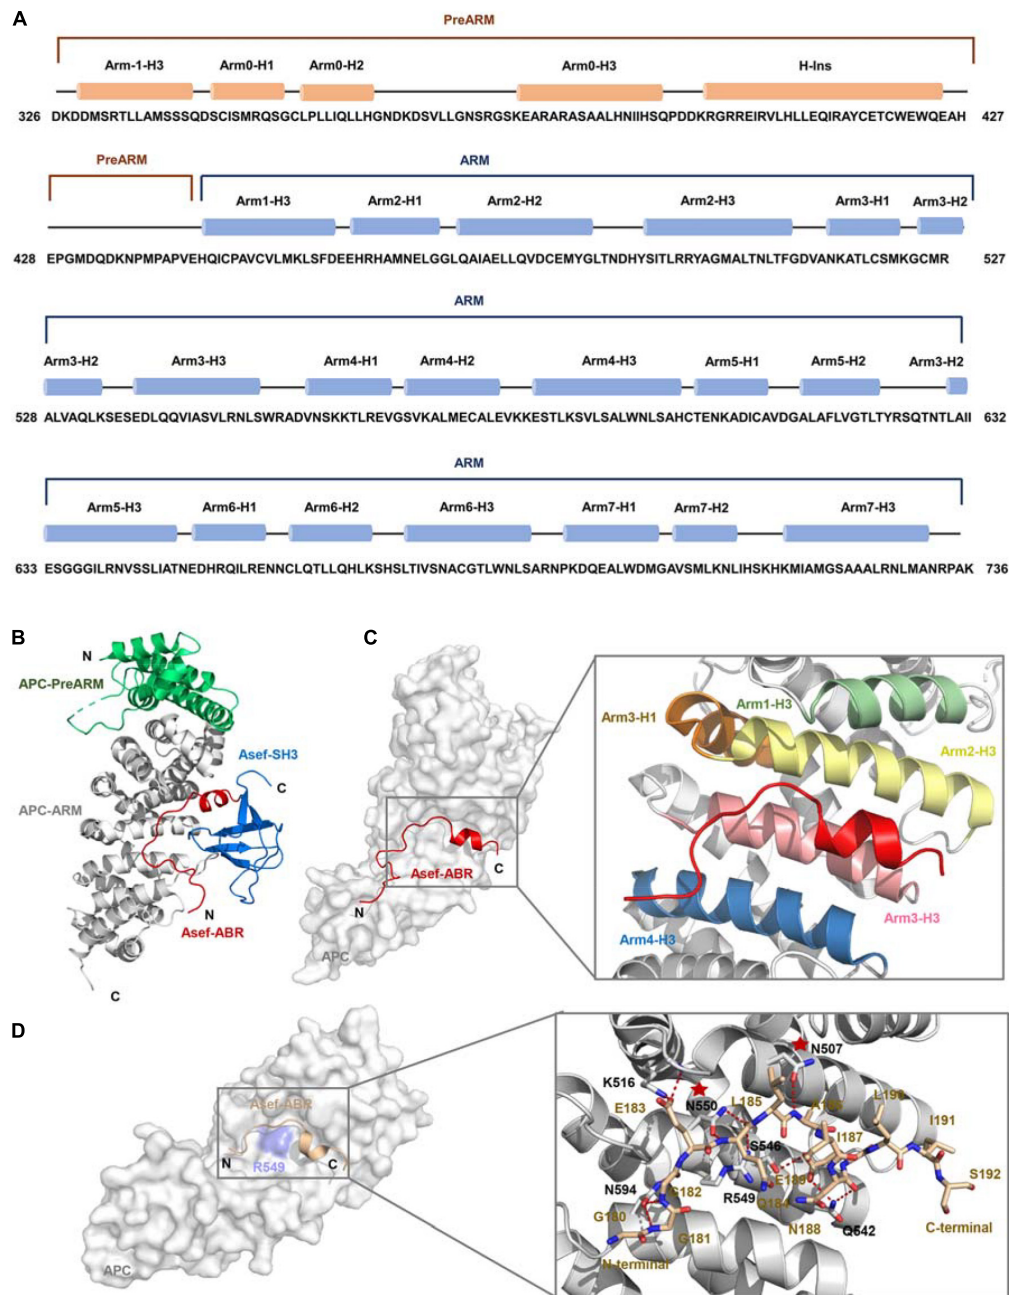 A
PreARM
Arm-1-H3 Arm0-H1 Arm0-H2 Arm0-H3 H-Ins
326 DKDDMSRTLLAMSSSQDSCISMRQSGCLPLLIQLLHGNDKDSVLLGNSRGSKEARARASAALHNIIHSQPDDKRGRREIRVLHLLEQIRAYCETCWEWQEAH 427
PreARM ARM
Arm1-H3 Arm2-H1 Arm2-H2 Arm2-H3 Arm3-H1 Arm3-H2
428 EPGMDQDKNPMPAPVEHQICPAVCVLMKLSFDEEHRHAMNELGGLQAIAELLQVDCEMYGLTNDHYSITLRRYAGMALTNLTFGDVANKATLCSMKGCMR 527
ARM
Arm3-H2 Arm3-H3 Arm4-H1 Arm4-H2 Arm4-H3 Arm5-H1 Arm5-H2 Arm3-H2
528 ALVAQLKSESEDLQQVIASVLRNLSWRADVNSKKTLREVGSVKALMECALEVKKESTLKSVLSALWNLSAHCTENKADICAVDGALAFLVGTLTYRSQTNTLAII 632
ARM
Arm5-H3 Arm6-H1 Arm6-H2 Arm6-H3 Arm7-H1 Arm7-H2 Arm7-H3
633 ESGGGILRNVSSLIATNEDHRQILRENNCLQTLLQHLKSHSLTIVSNACGTLWNLSARNPKDQEALWDMGAVSMLKNLIHSKHKMIAMGSAAALRNLMANRPAK 736
B
N
APC-PreARM
Asef-SH3
C
APC-ARM
N
Asef-ABR
C
C
Asef-ABR
C
N
APC
Arm3-H1
Arm1-H3
Arm2-H3
Arm3-H3
Arm4-H3
D
Asef-ABR
N
C
R549
APC
N507
K516
N550
L185
L190
E183
I191
S546
I187
S192
N594
G182
R549
E189
Q184
G180
G181
N188
Q542
C-terminal
N-terminal